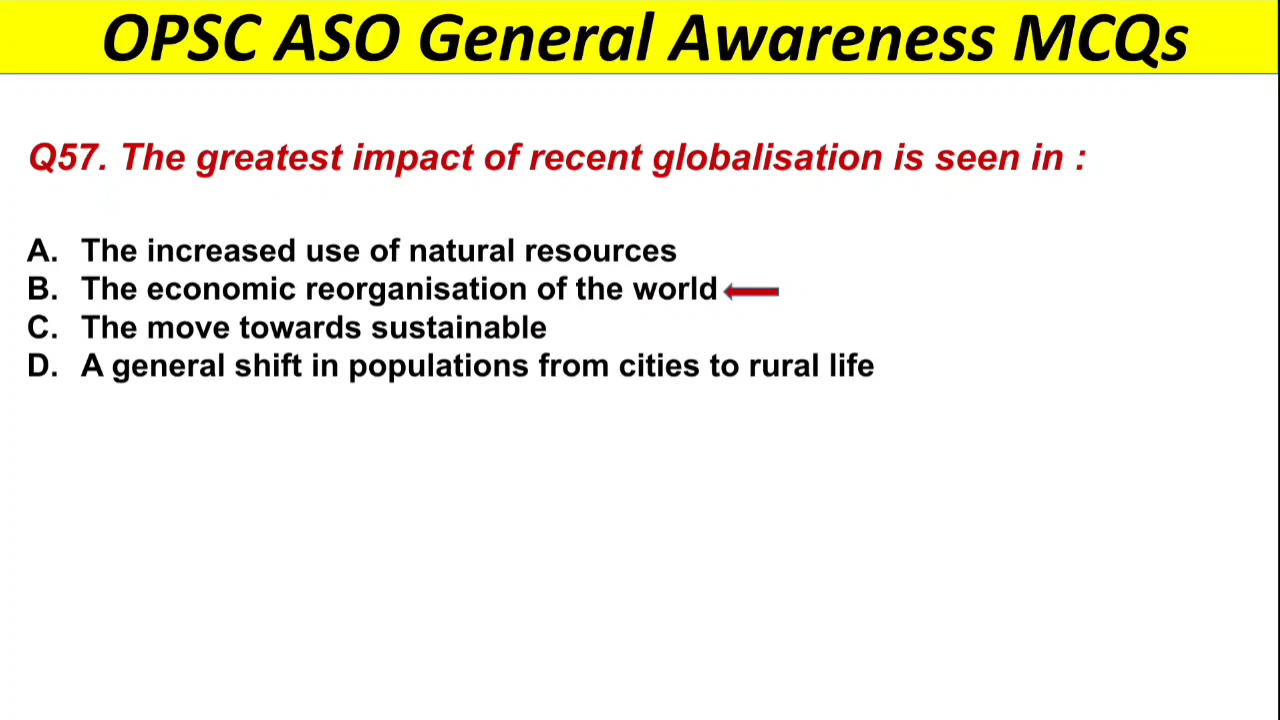 OPSC ASO General Awareness MCQs
Q57. The greatest impact of recent globalisation is seen in :
A. The increased use of natural resources
B. The economic reorganisation of the world
C. The move towards sustainable
D. A general shift in populations from cities to rural life